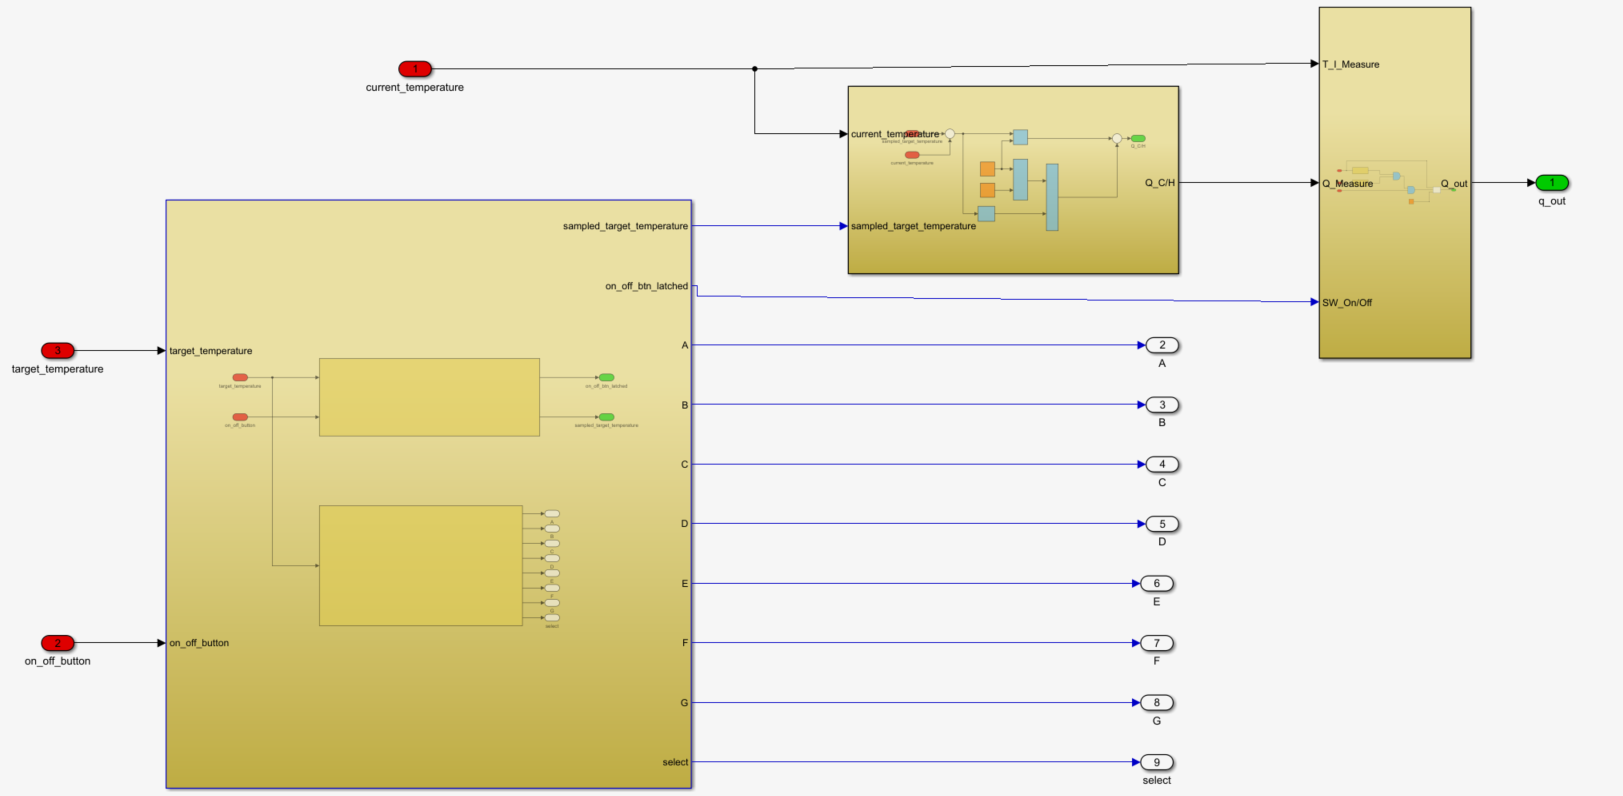 1
current_temperature
T_I_Measure
current_temperature
sampled_target_temperature
current_temperature
Q_C/H
Q_C/H
sampled_target_temperature
Q_Measure
Q_out
1
q_out
SW_On/Off
sampled_target_temperature
on_off_btn_latched
3
target_temperature
target_temperature
target_temperature
on_off_btn_latched
on_off_button
sampled_target_temperature
A
B
C
D
E
F
G
select
2
on_off_button
on_off_button
A
2
A
B
3
B
C
4
C
D
5
D
E
6
E
F
7
F
G
8
G
select
9
select